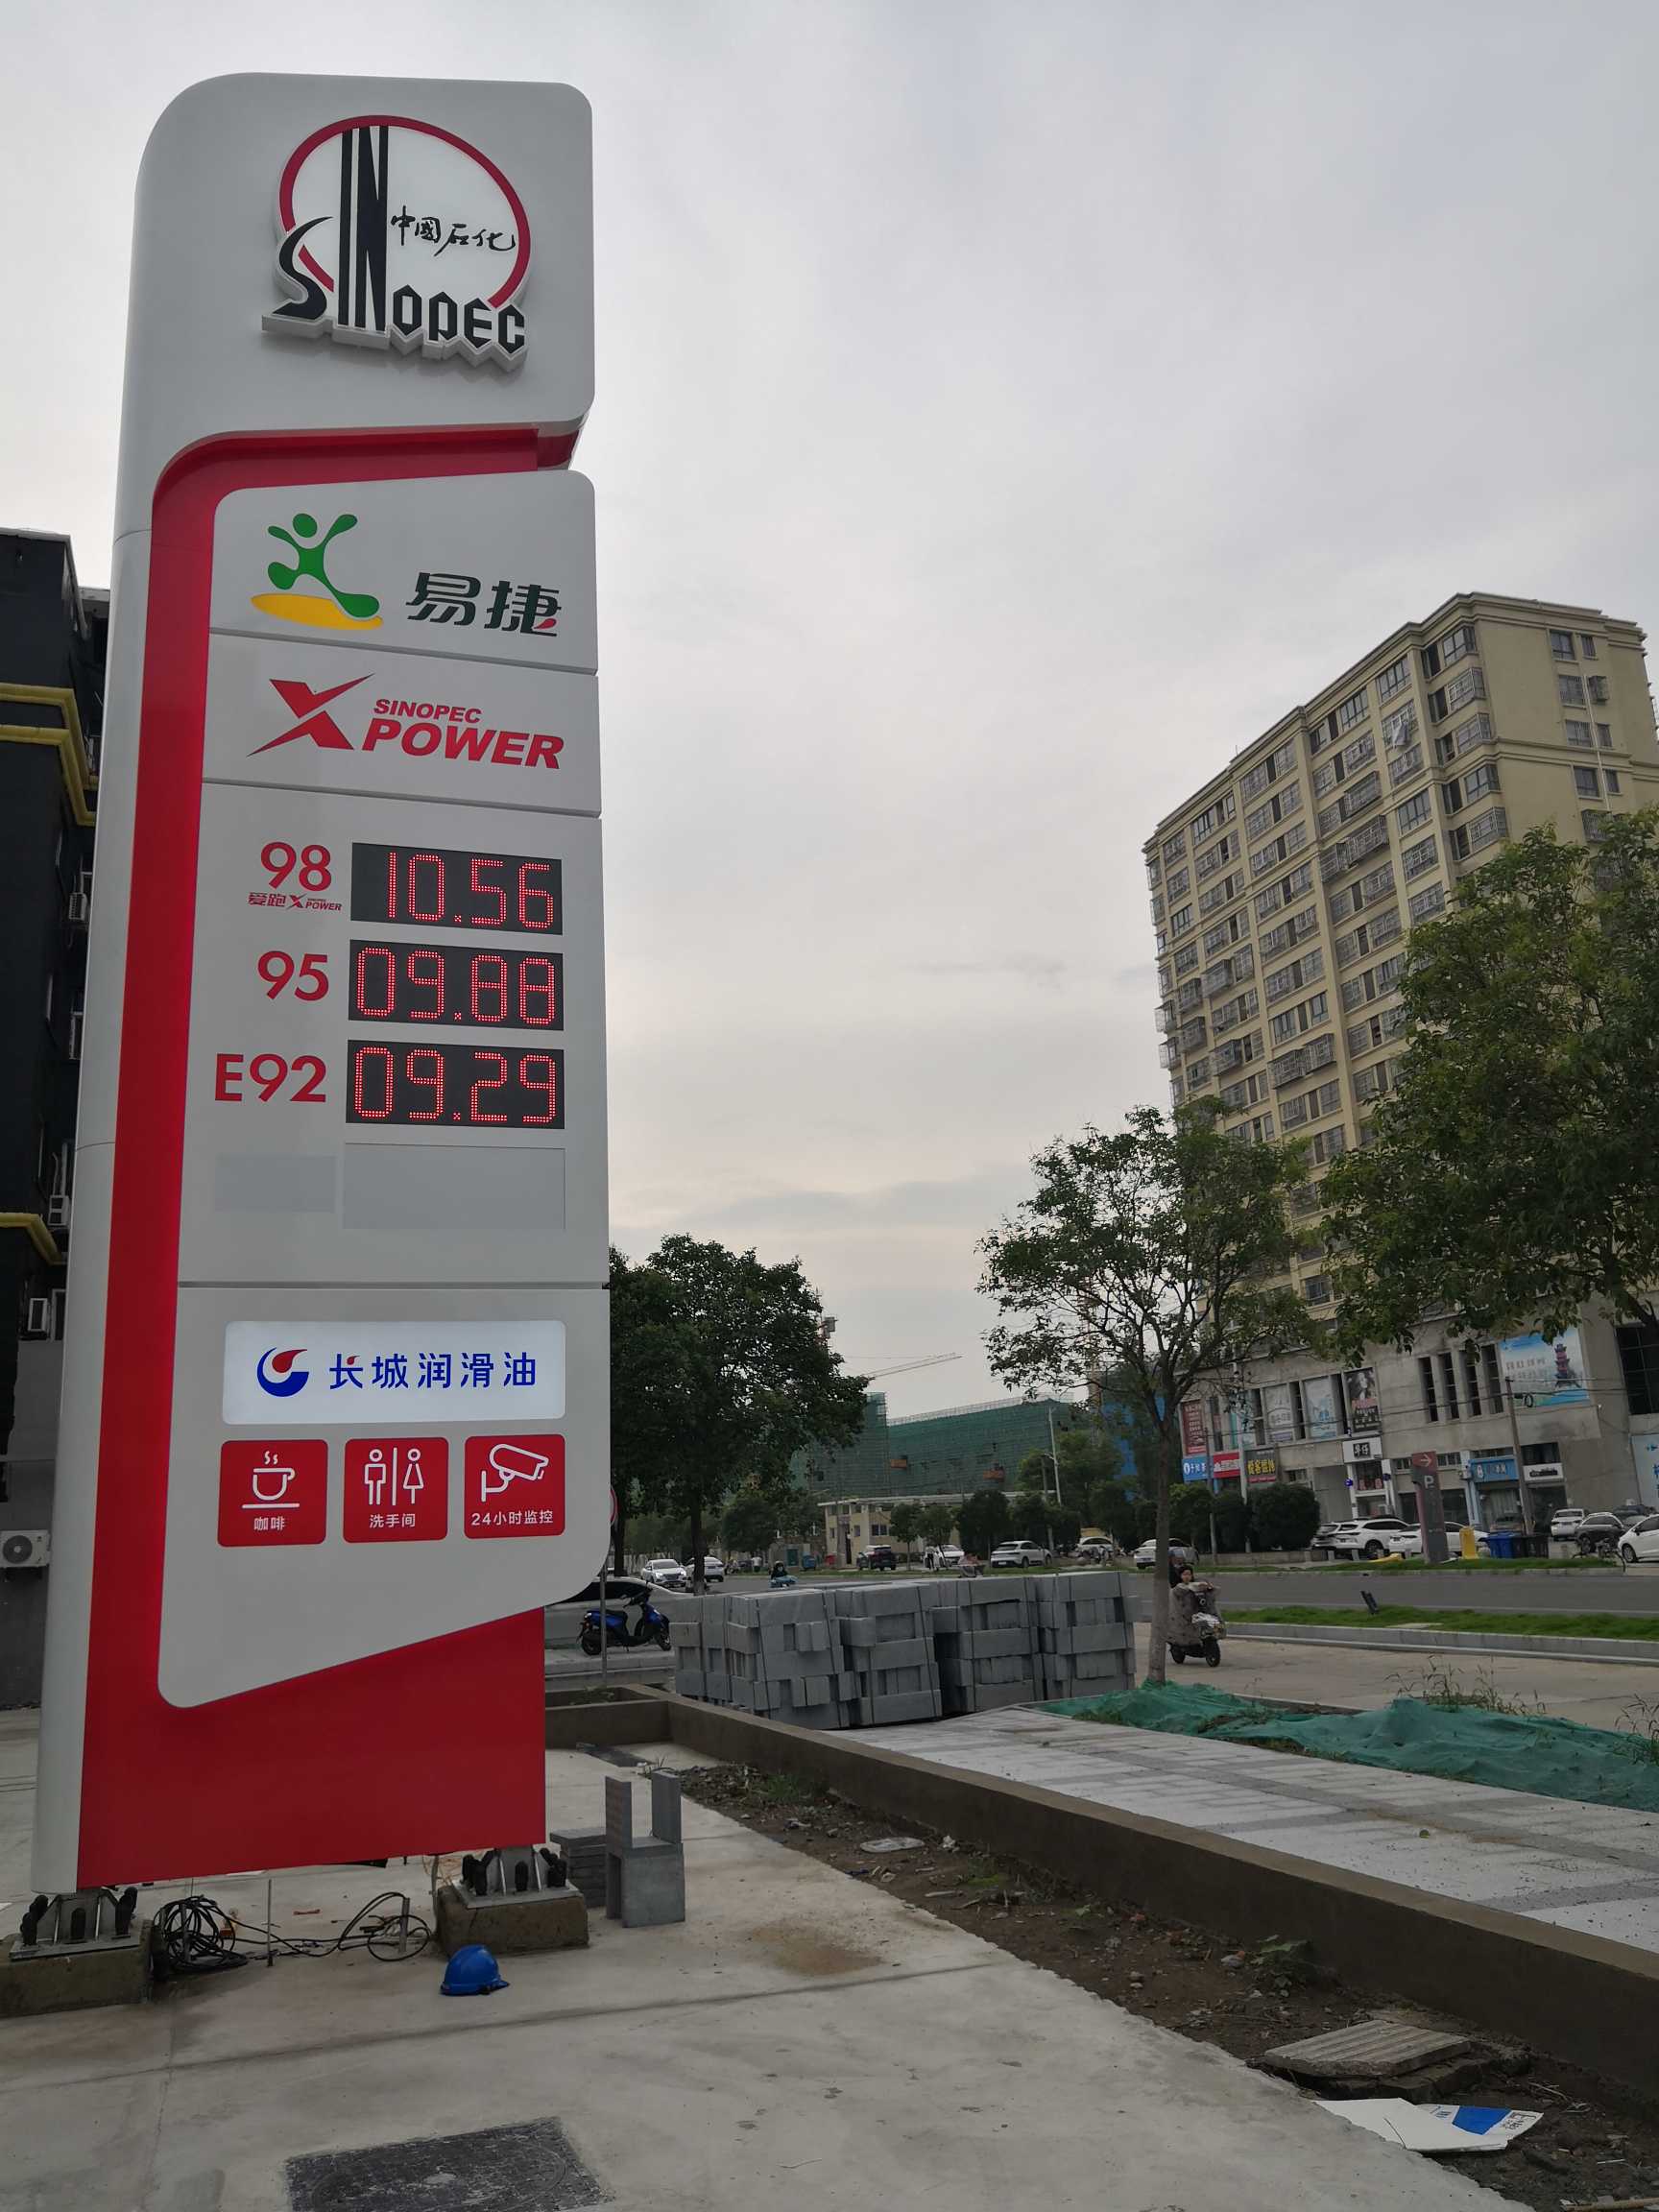 中國石化
SINOPEC
易捷
SINOPEC
X POWER
98 10.56
爱跑 X POWER
95 09.88
E92 09.29
长城润滑油
咖啡
洗手间
24小时监控
P